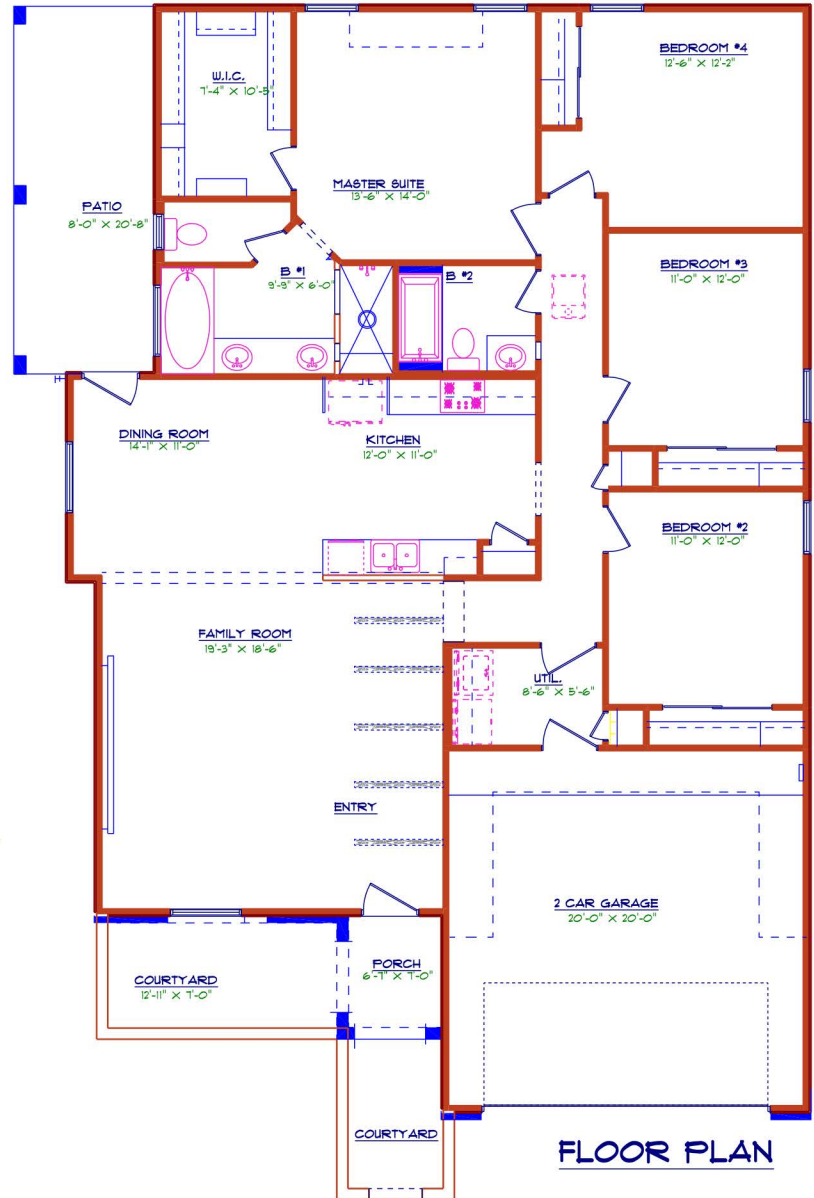 W.I.C.
7'-4" X 10'-5"
MASTER SUITE
13'-6" X 14'-0"
BEDROOM #4
12'-6" X 12'-2"
PATIO
8'-0" X 20'-8"
B #1
9'-9" X 6'-0"
B #2
BEDROOM #3
11'-0" X 12'-0"
DINING ROOM
14'-1" X 11'-0"
KITCHEN
12'-0" X 11'-0"
BEDROOM #2
11'-0" X 12'-0"
FAMILY ROOM
19'-3" X 18'-6"
UTIL.
8'-6" X 5'-6"
ENTRY
2 CAR GARAGE
20'-0" X 20'-0"
COURTYARD
12'-11" X 7'-0"
PORCH
6'-7" X 7'-0"
COURTYARD
FLOOR PLAN